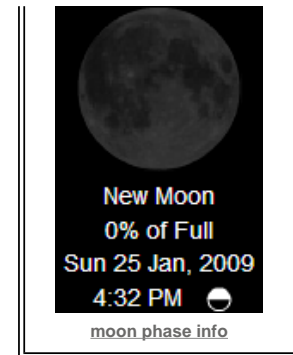 New Moon
0% of Full
Sun 25 Jan, 2009
4:32 PM
moon phase info